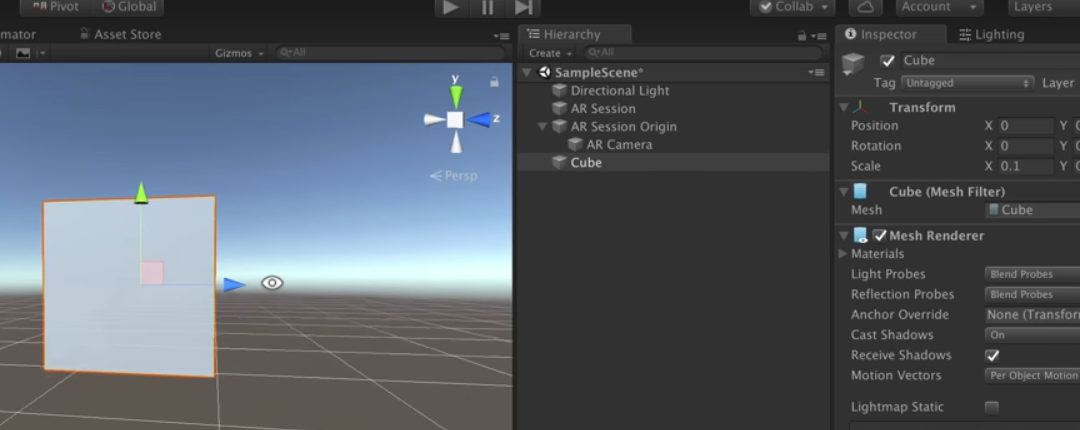 Pivot Global Collab Account Layers
mator Asset Store
Gizmos All
y
z
Persp
Hierarchy
Create All
SampleScene*
Directional Light
AR Session
AR Session Origin
AR Camera
Cube
Inspector Lighting
Cube
Tag Untagged Layer
Transform
Position X 0 Y
Rotation X 0 Y
Scale X 0.1 Y
Cube (Mesh Filter)
Mesh Cube
Mesh Renderer
Materials
Light Probes Blend Probes
Reflection Probes Blend Probes
Anchor Override None (Transfor
Cast Shadows On
Receive Shadows
Motion Vectors Per Object Motion
Lightmap Static